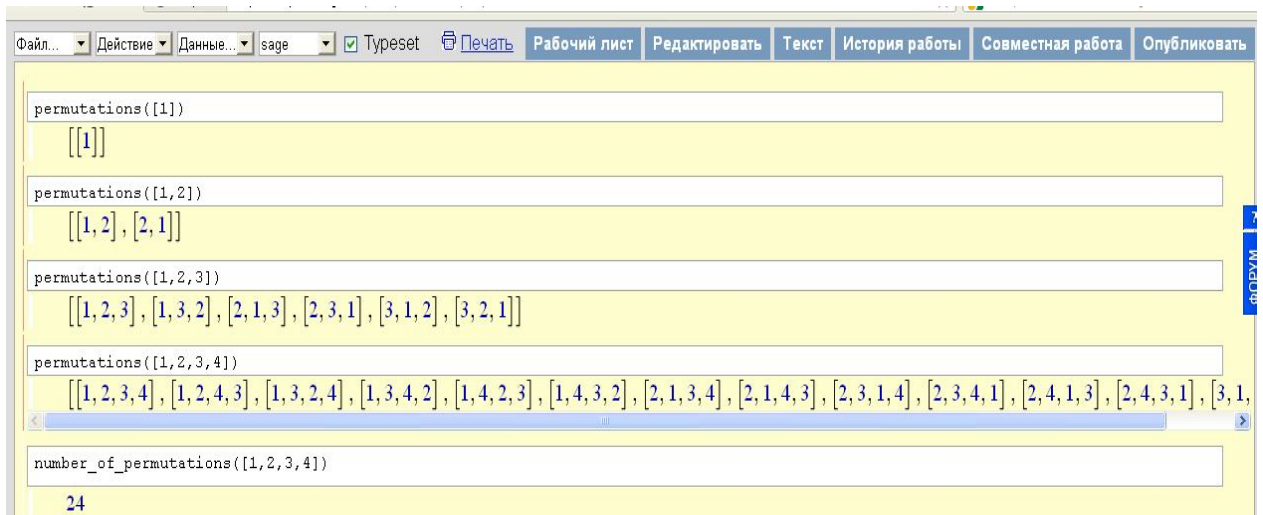 Файл... Действие Данные... sage Typeset Печать Рабочий лист Редактировать Текст История работы Совместная работа Опубликовать
permutations([1])
[[1]]
permutations([1,2])
[[1, 2] , [2, 1]]
permutations([1,2,3])
[[1, 2, 3] , [1, 3, 2] , [2, 1, 3] , [2, 3, 1] , [3, 1, 2] , [3, 2, 1]]
ФОРУМ
permutations([1,2,3,4])
[[1, 2, 3, 4] , [1, 2, 4, 3] , [1, 3, 2, 4] , [1, 3, 4, 2] , [1, 4, 2, 3] , [1, 4, 3, 2] , [2, 1, 3, 4] , [2, 1, 4, 3] , [2, 3, 1, 4] , [2, 3, 4, 1] , [2, 4, 1, 3] , [2, 4, 3, 1] , [3, 1,
number_of_permutations([1,2,3,4])
24